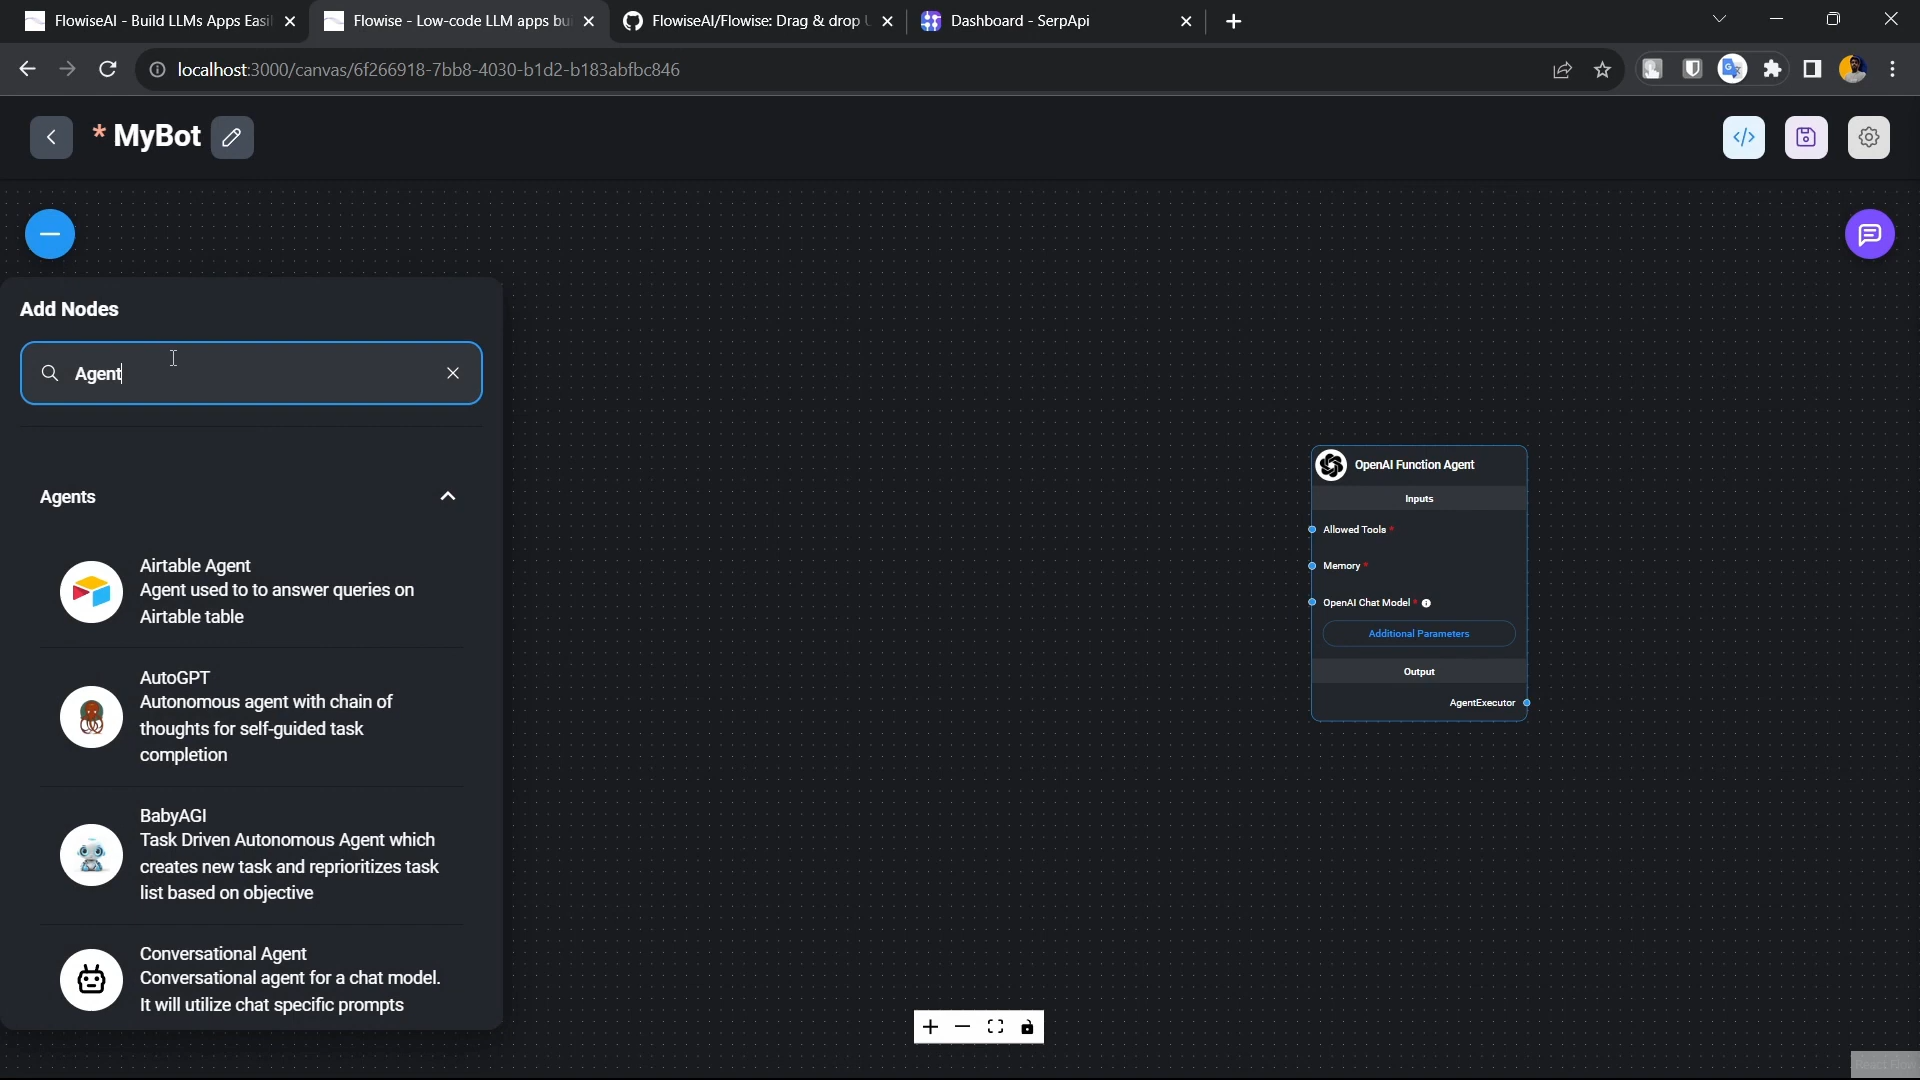 FlowiseAI - Build LLMs Apps Easil
Flowise - Low-code LLM apps bu
FlowiseAI/Flowise: Drag & drop U
Dashboard - SerpApi
localhost:3000/canvas/6f266918-7bb8-4030-b1d2-b183abfbc846
* MyBot
Add Nodes
Agent
Agents
Airtable Agent
Agent used to to answer queries on
Airtable table
AutoGPT
Autonomous agent with chain of
thoughts for self-guided task
completion
BabyAGI
Task Driven Autonomous Agent which
creates new task and reprioritizes task
list based on objective
Conversational Agent
Conversational agent for a chat model.
It will utilize chat specific prompts
OpenAI Function Agent
Inputs
Allowed Tools *
Memory *
OpenAI Chat Model *
Additional Parameters
Output
AgentExecutor
React Flow